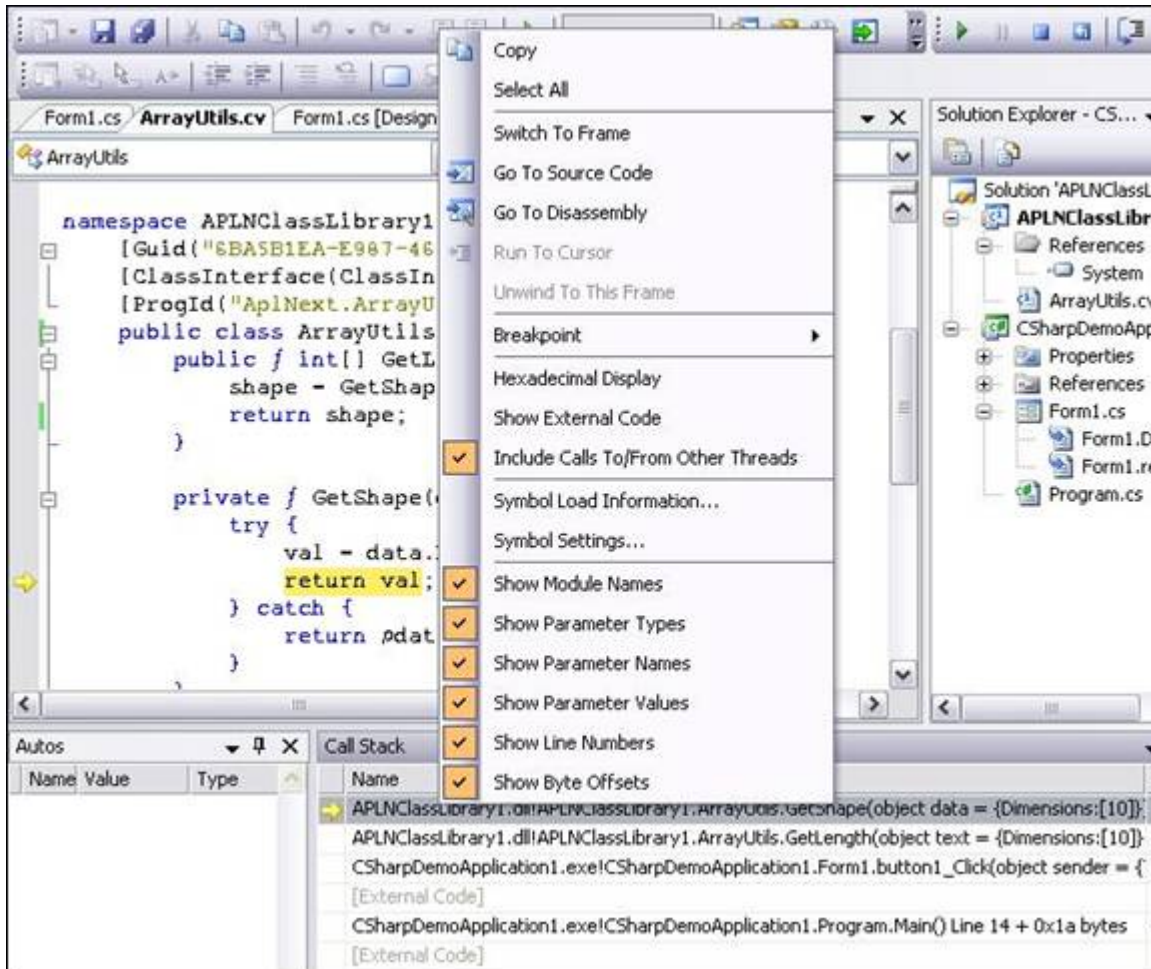 Form1.cs ArrayUtils.cv Form1.cs [Design
ArrayUtils
namespace APLNClassLibrary1
[Guid("6BA5B1EA-E987-46
[ClassInterface(ClassIn
[ProgId("AplNext.ArrayU
public class ArrayUtils
public ƒ int[] GetL
shape = GetShap
return shape;
}
private ƒ GetShape(
try {
val = data.
return val;
} catch {
return ⍴dat
}
Copy
Select All
Switch To Frame
Go To Source Code
Go To Disassembly
Run To Cursor
Unwind To This Frame
Breakpoint
Hexadecimal Display
Show External Code
Include Calls To/From Other Threads
Symbol Load Information...
Symbol Settings...
Show Module Names
Show Parameter Types
Show Parameter Names
Show Parameter Values
Show Line Numbers
Show Byte Offsets
Solution Explorer - CS...
Solution 'APLNClassL
APLNClassLibr
References
System
ArrayUtils.cv
CSharpDemoApp
Properties
References
Form1.cs
Form1.D
Form1.re
Program.cs
Autos
Name Value Type
Call Stack
Name
APLNClassLibrary1.dll!APLNClassLibrary1.ArrayUtils.GetShape(object data = {Dimensions:[10]}
APLNClassLibrary1.dll!APLNClassLibrary1.ArrayUtils.GetLength(object text = {Dimensions:[10]}
CSharpDemoApplication1.exe!CSharpDemoApplication1.Form1.button1_Click(object sender = {
[External Code]
CSharpDemoApplication1.exe!CSharpDemoApplication1.Program.Main() Line 14 + 0x1a bytes
[External Code]